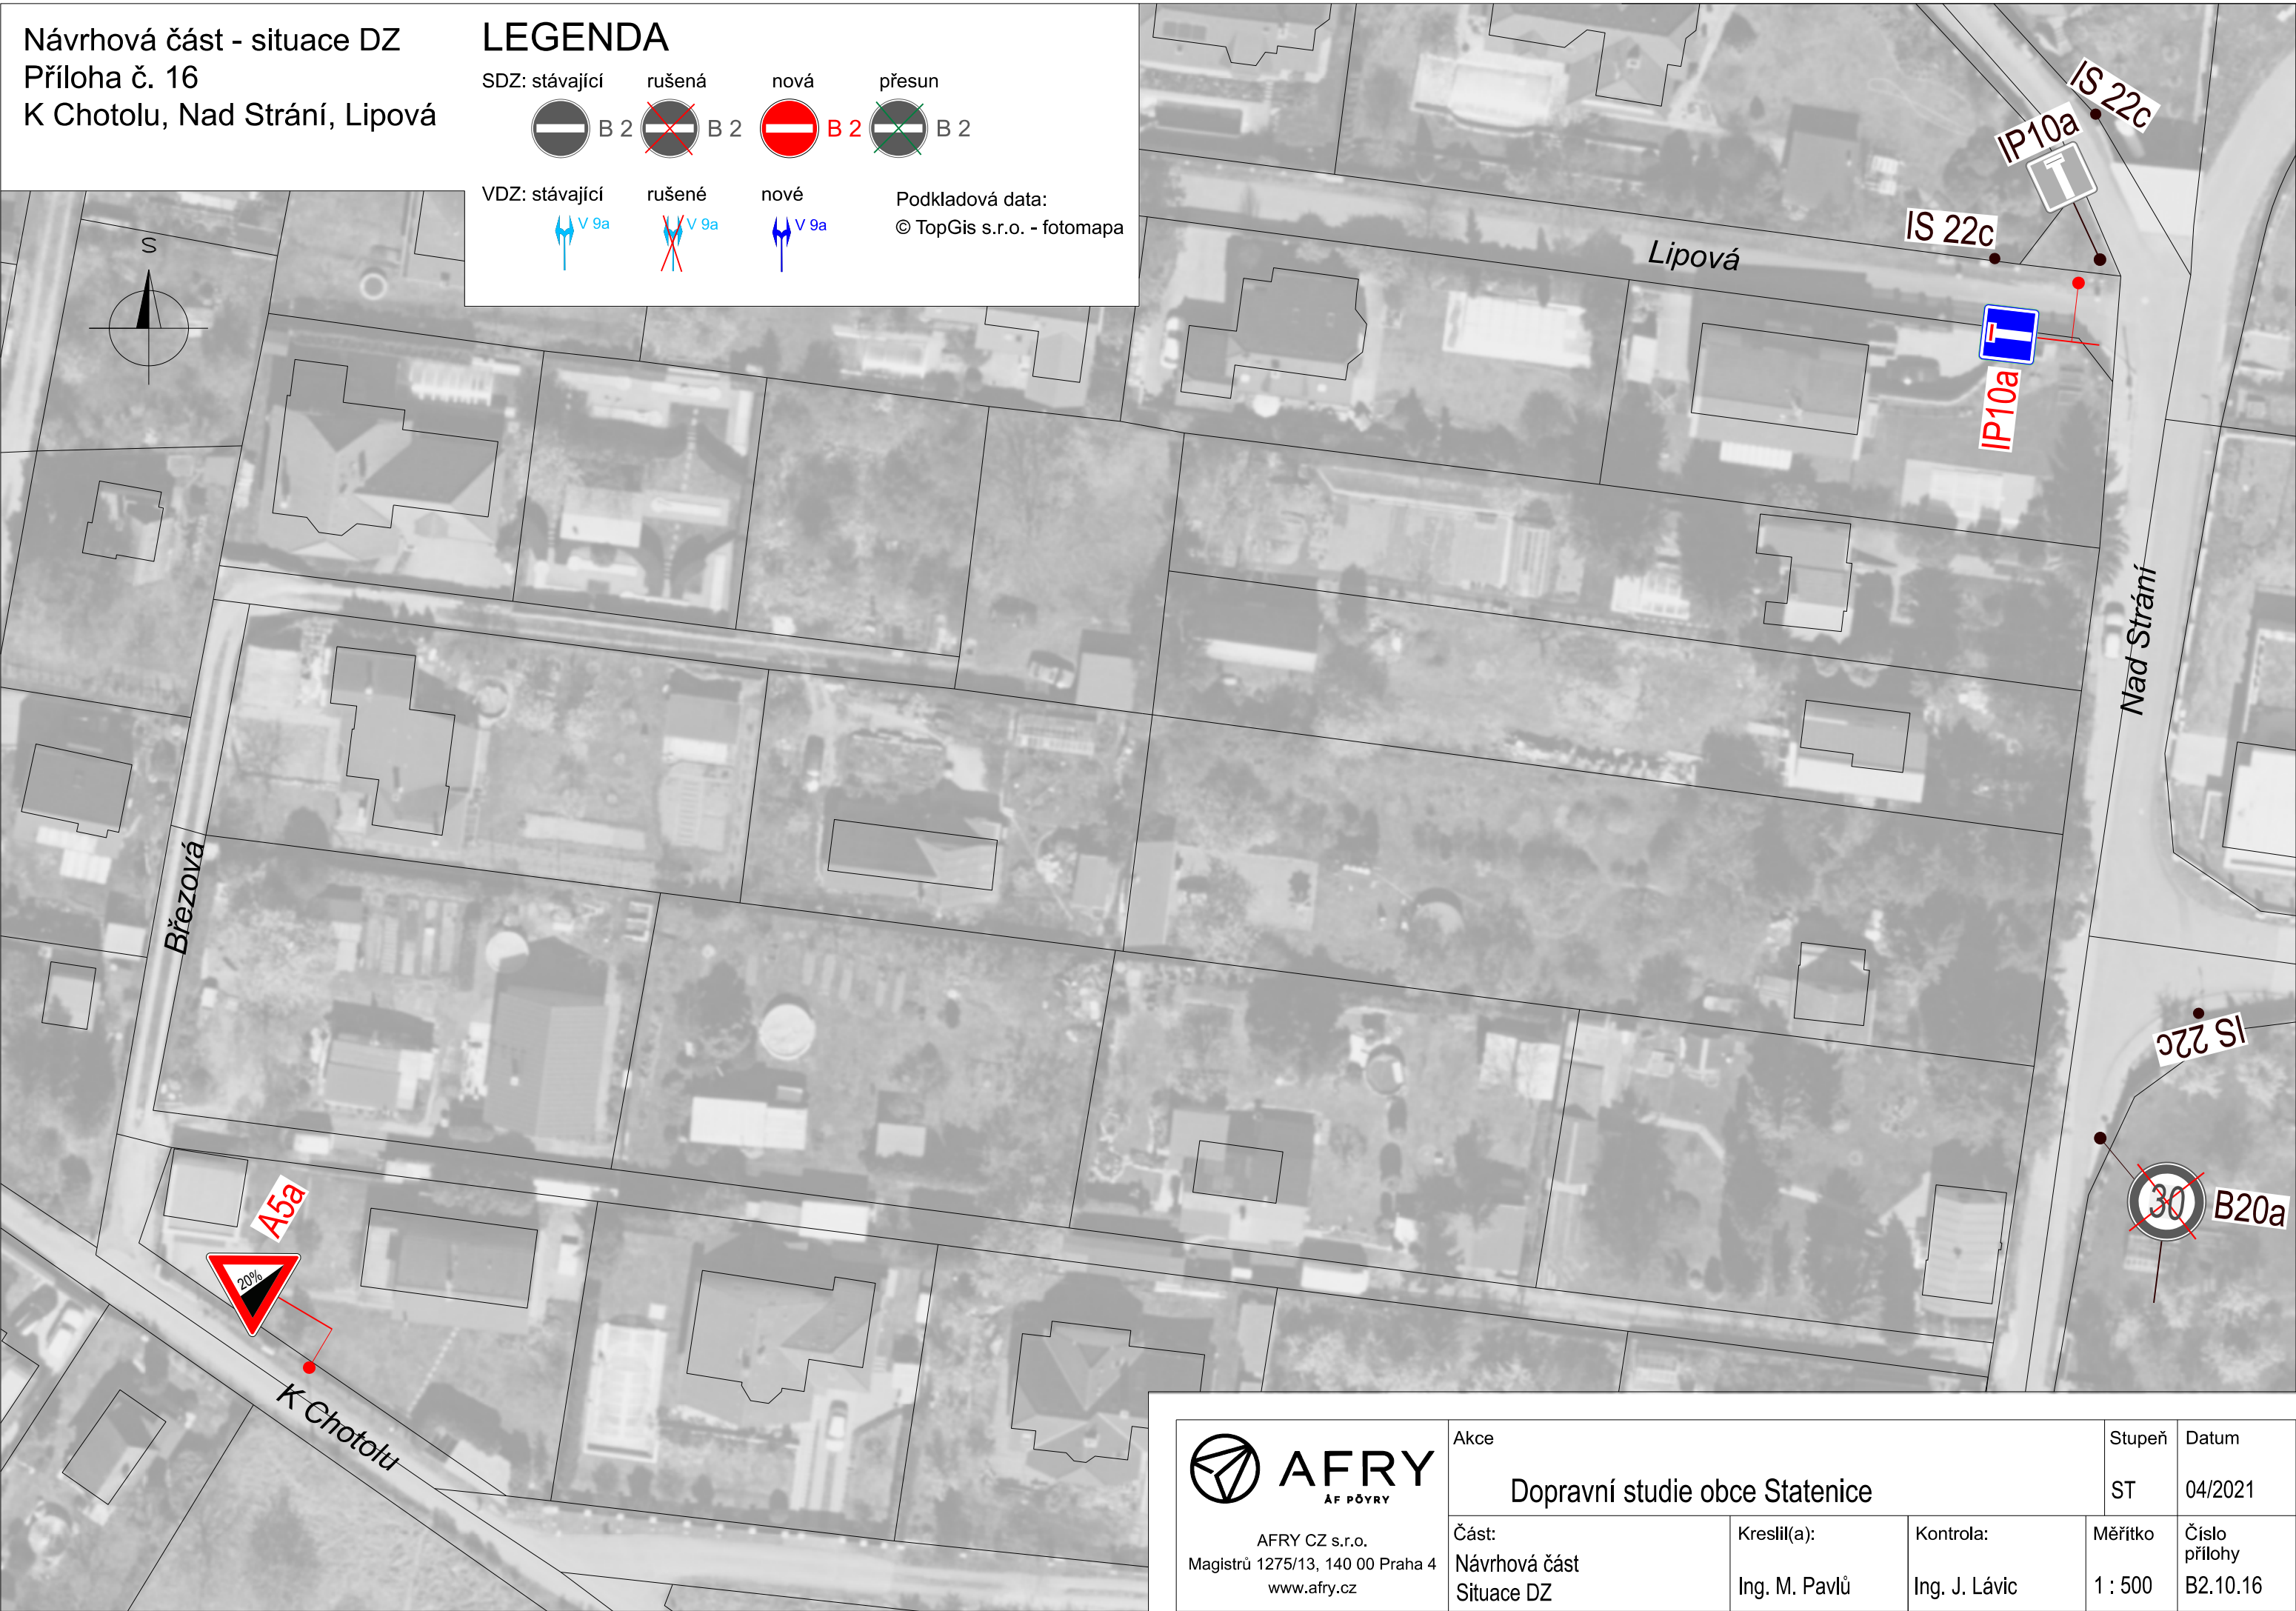 Návrhová část - situace DZ
Příloha č. 16
K Chotolu, Nad Strání, Lipová
LEGENDA
SDZ: stávající rušená nová přesun
B 2 B 2 B 2 B 2
VDZ: stávající rušené nové
V 9a V 9a V 9a
Podkladová data:
© TopGis s.r.o. - fotomapa
S
IS 22c
IP10a
IS 22c
Lipová
IP10a
Nad Strání
Březová
IS 22c
30
B20a
A5a
20%
K Chotolu
AFRY
ÅF PÖYRY
AFRY CZ s.r.o.
Magistrů 1275/13, 140 00 Praha 4
www.afry.cz
Akce
Dopravní studie obce Statenice
Stupeň
ST
Datum
04/2021
Část:
Návrhová část
Situace DZ
Kreslil(a):
Ing. M. Pavlů
Kontrola:
Ing. J. Lávic
Měřítko
1 : 500
Číslo
přílohy
B2.10.16